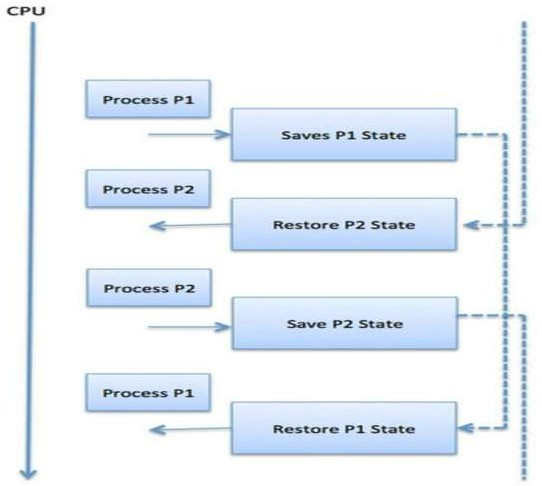 CPU
Process P1
Saves P1 State
Process P2
Restore P2 State
Process P2
Save P2 State
Process P1
Restore P1 State